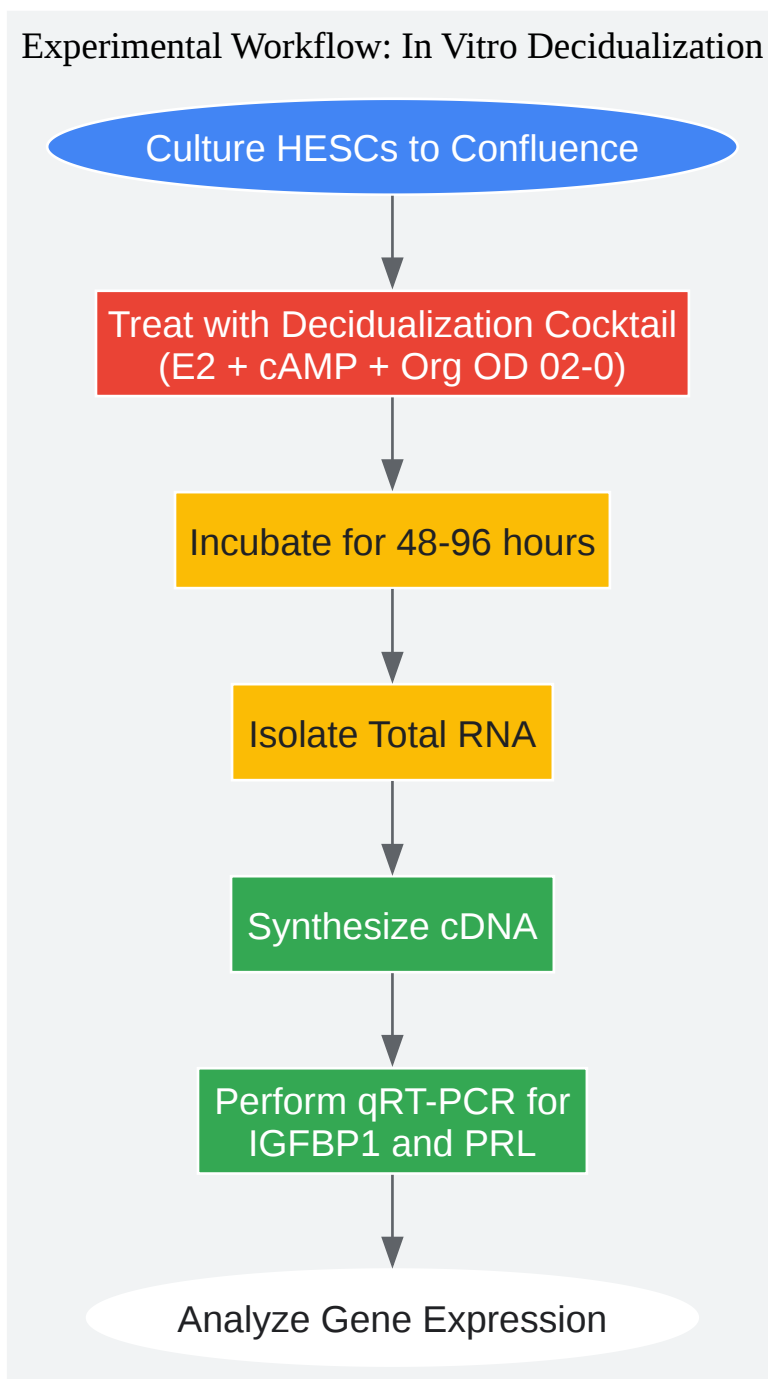 Experimental Workflow: In Vitro Decidualization
Culture HESCs to Confluence
Treat with Decidualization Cocktail
(E2 + cAMP + Org OD 02-0)
Incubate for 48-96 hours
Isolate Total RNA
Synthesize cDNA
Perform qRT-PCR for
IGFBP1 and PRL
Analyze Gene Expression